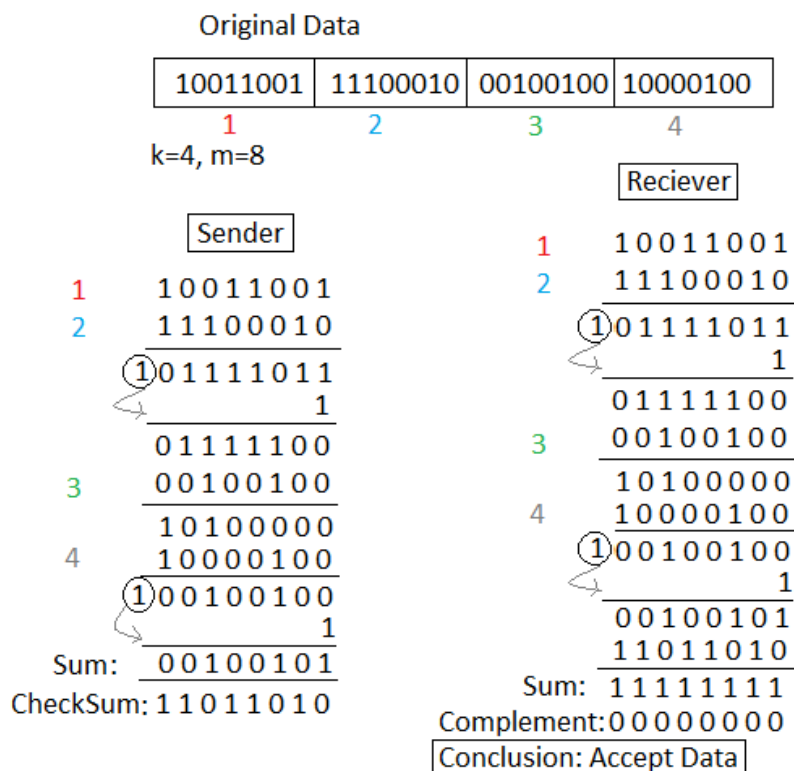 Original Data
10011001 11100010 00100100 10000100
1 2 3 4
k=4, m=8
Sender
1 10011001
2 11100010
1 01111011
1
01111100
3 00100100
10100000
4 10000100
1 00100100
1
Sum: 00100101
CheckSum: 11011010
Reciever
1 10011001
2 11100010
1 01111011
1
01111100
3 00100100
10100000
4 10000100
1 00100100
1
00100101
11011010
Sum: 11111111
Complement: 00000000
Conclusion: Accept Data